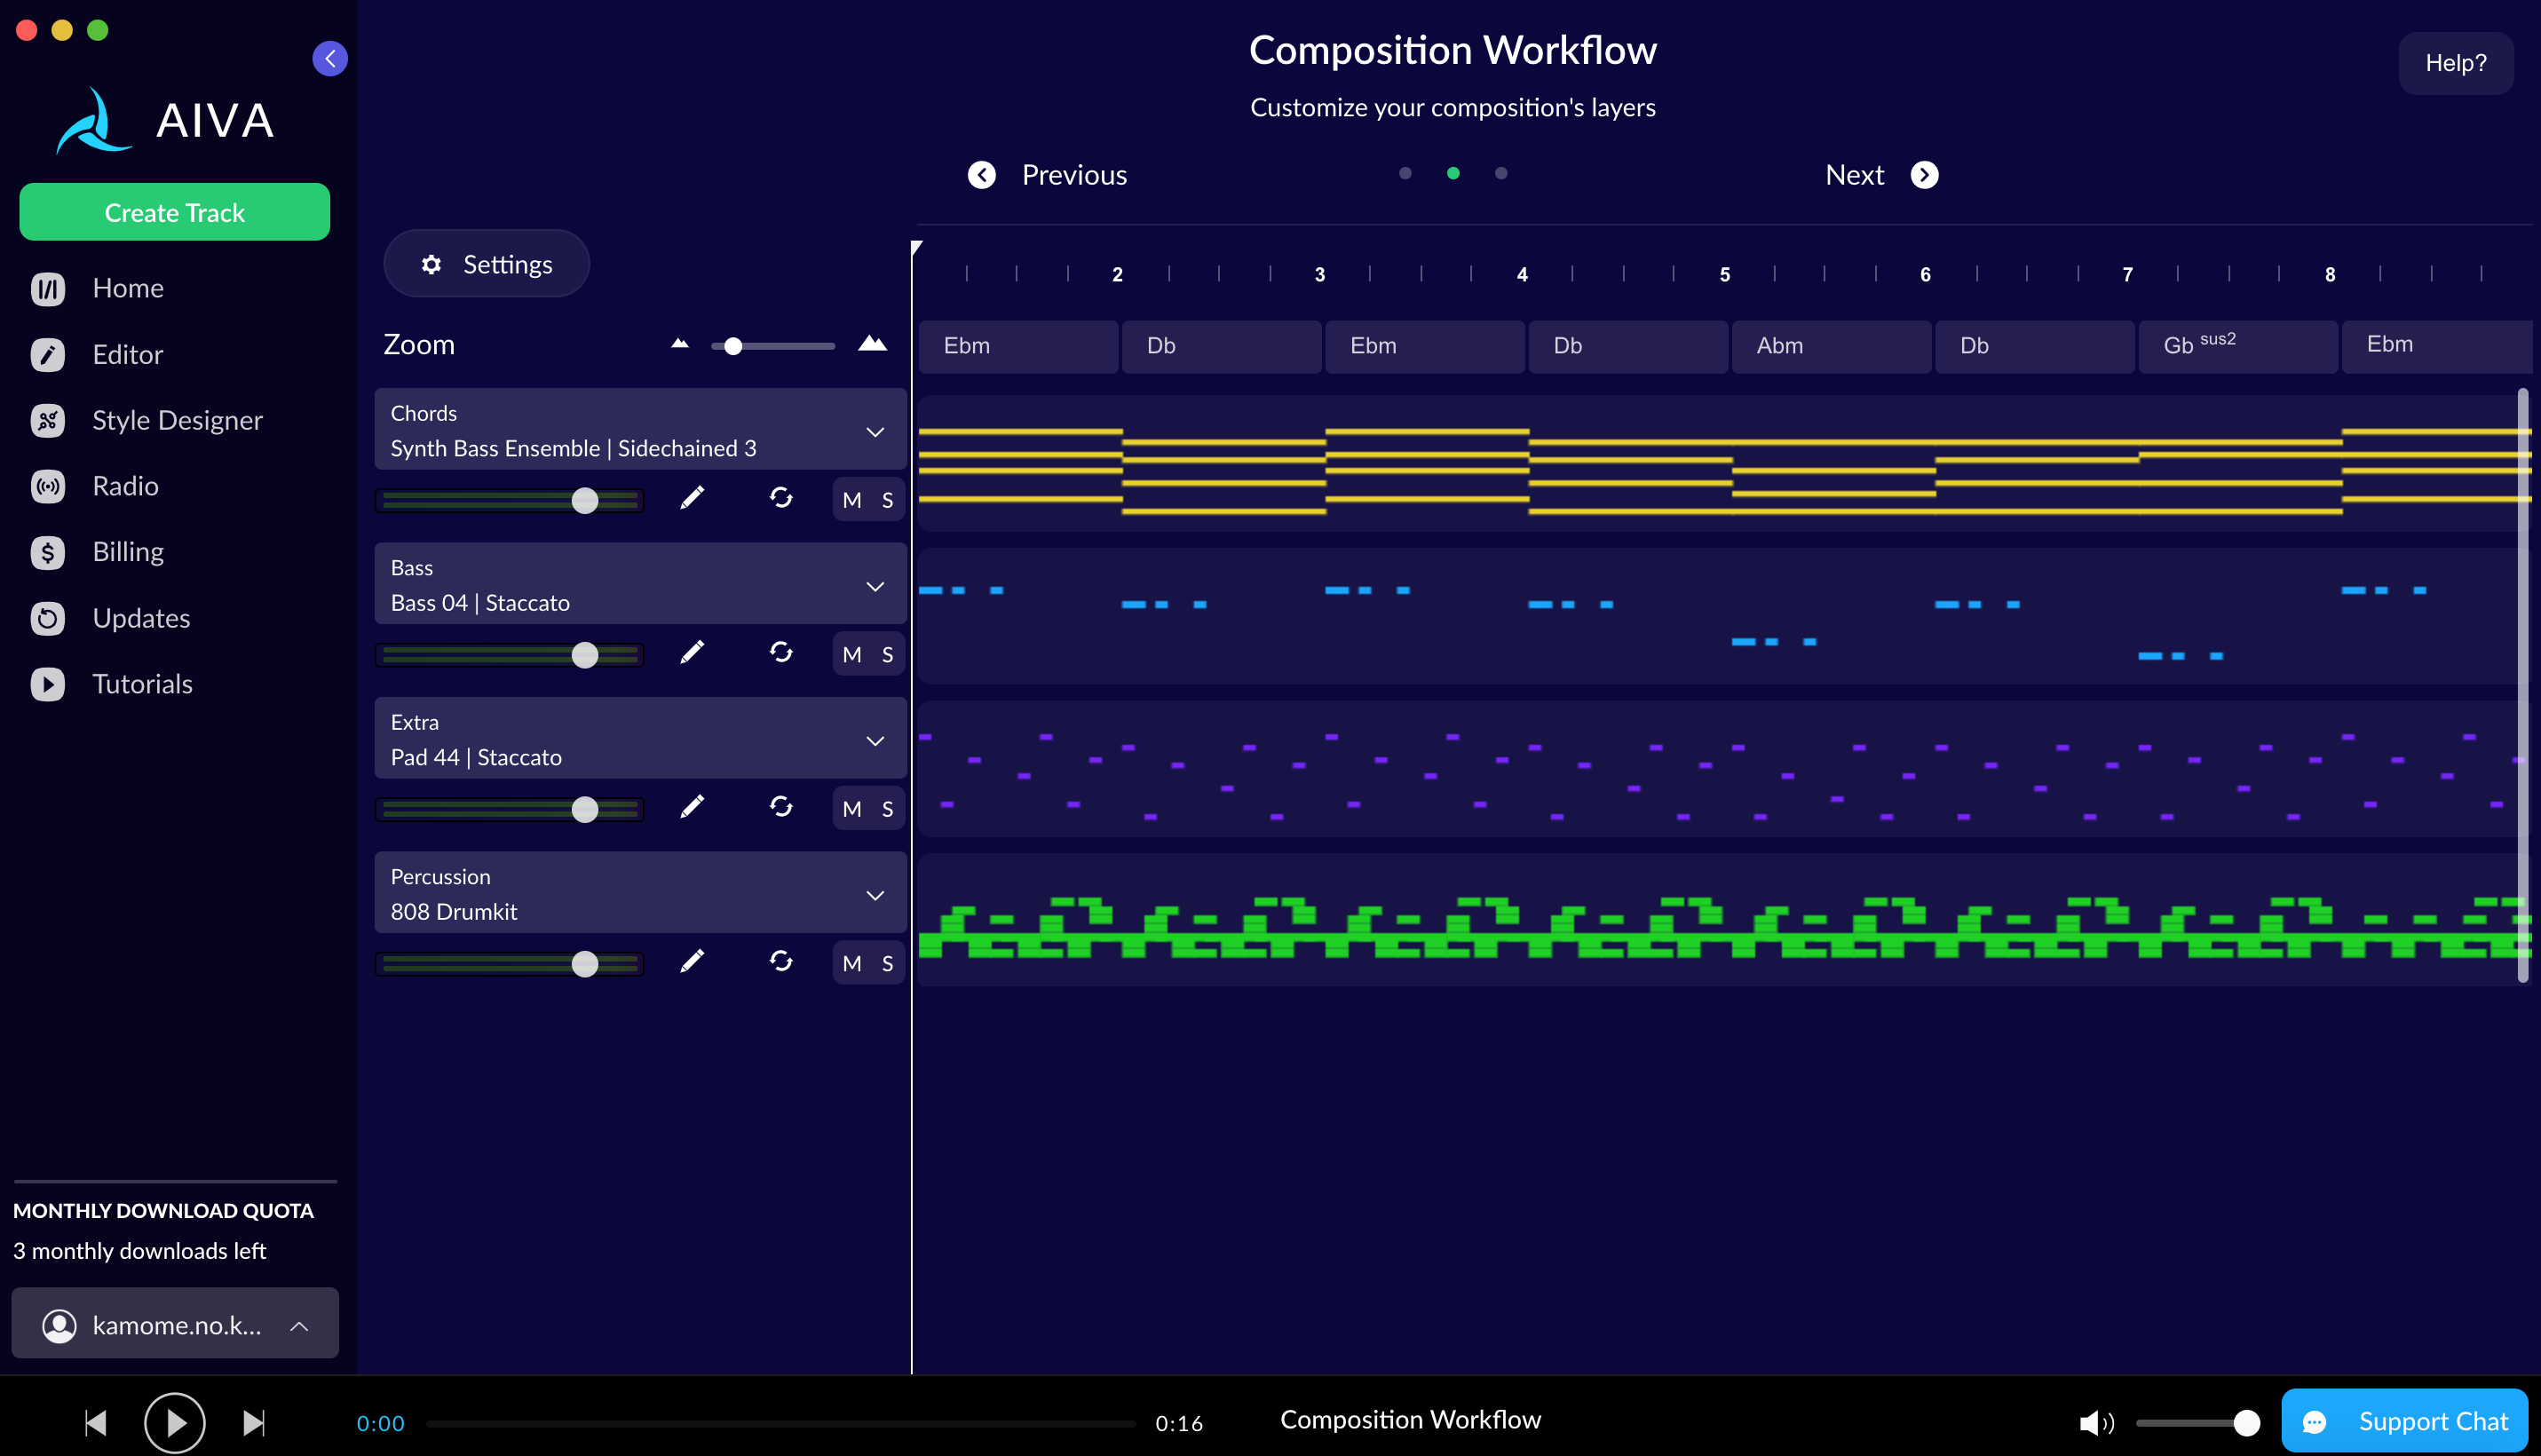 AIVA
Create Track
Home
Editor
Style Designer
Radio
Billing
Updates
Tutorials
MONTHLY DOWNLOAD QUOTA
3 monthly downloads left
kamome.no.k...
Composition Workflow
Customize your composition's layers
Help?
Previous
Next
Settings
Zoom
2 3 4 5 6 7 8
Ebm Db Ebm Db Abm Db Gb sus2 Ebm
Chords
Synth Bass Ensemble | Sidechained 3
M S
Bass
Bass 04 | Staccato
M S
Extra
Pad 44 | Staccato
M S
Percussion
808 Drumkit
M S
0:00
0:16
Composition Workflow
Support Chat